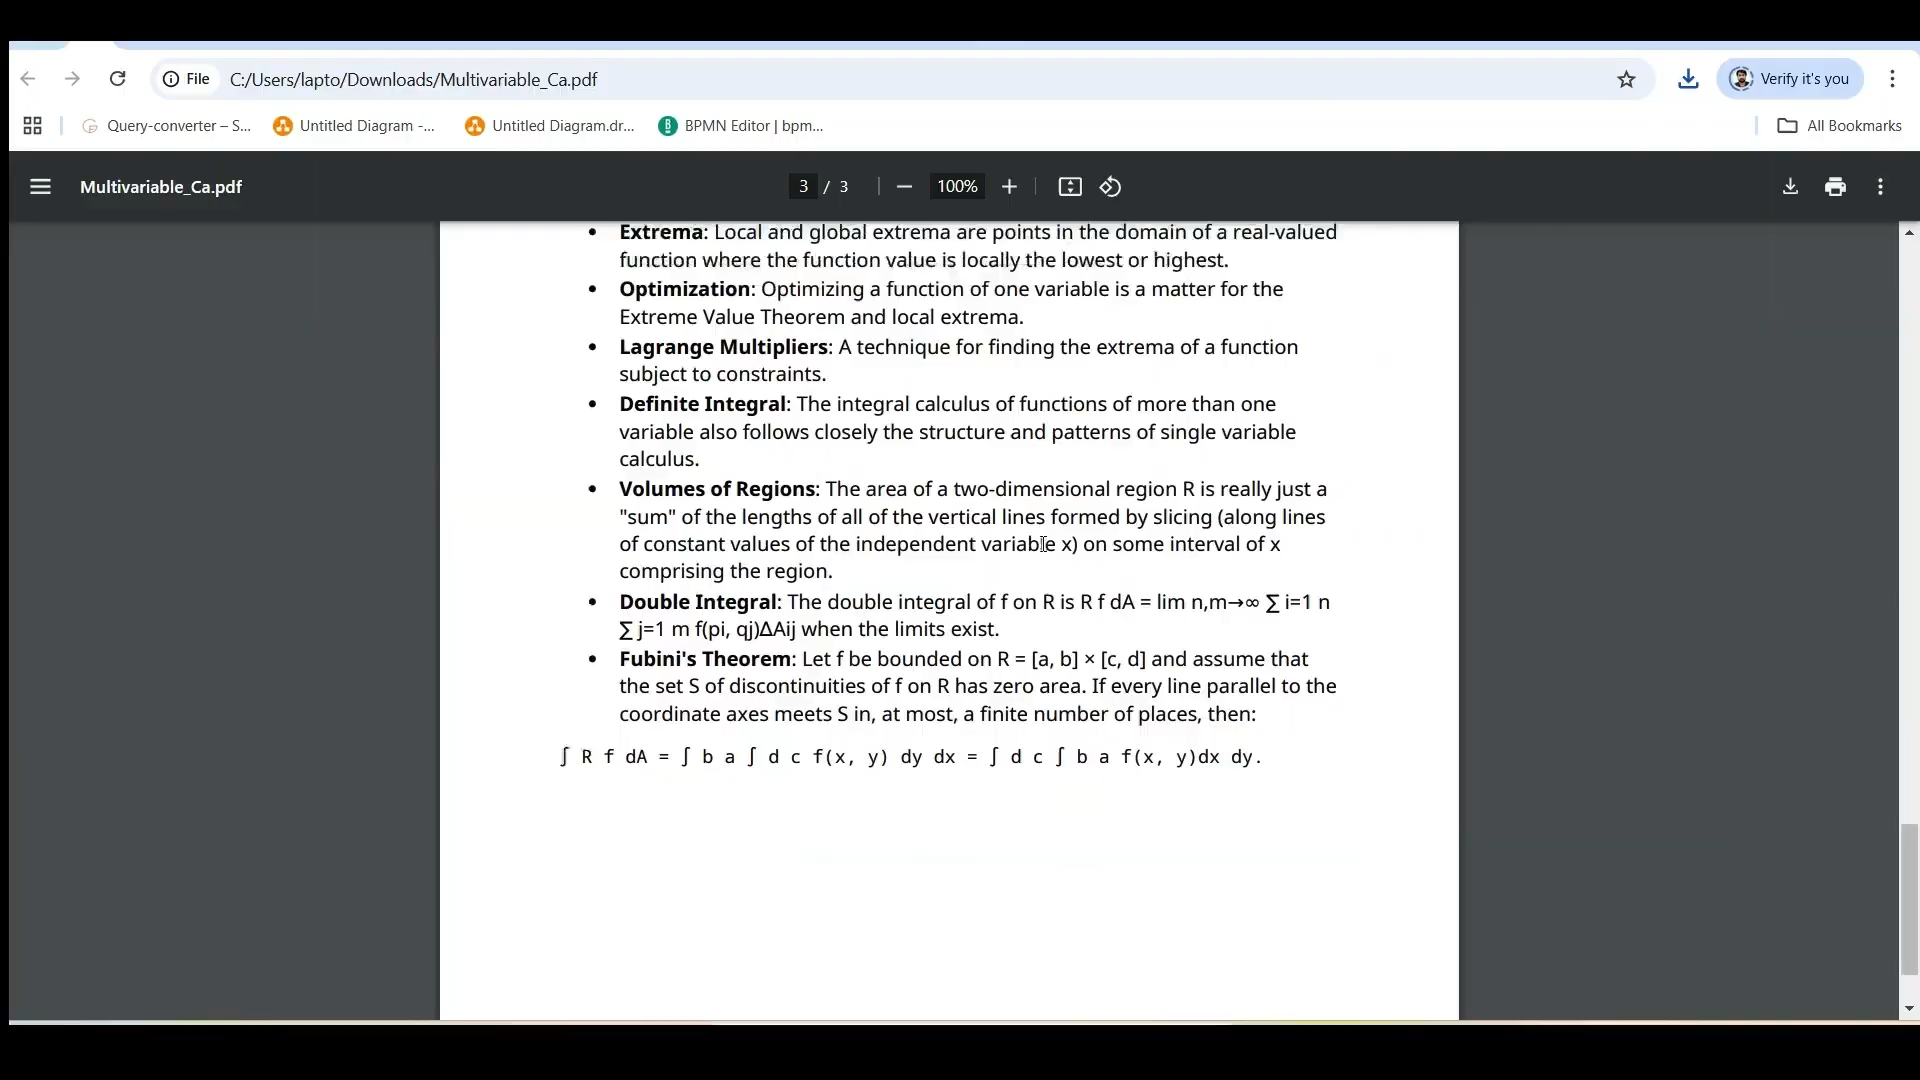 File
C:/Users/lapto/Downloads/Multivariable_Ca.pdf
Verify it's you
Query-converter – S...
Untitled Diagram -...
Untitled Diagram.dr...
BPMN Editor | bpm...
All Bookmarks
Multivariable_Ca.pdf
3 / 3
100%
• Extrema: Local and global extrema are points in the domain of a real-valued
function where the function value is locally the lowest or highest.
• Optimization: Optimizing a function of one variable is a matter for the
Extreme Value Theorem and local extrema.
• Lagrange Multipliers: A technique for finding the extrema of a function
subject to constraints.
• Definite Integral: The integral calculus of functions of more than one
variable also follows closely the structure and patterns of single variable
calculus.
• Volumes of Regions: The area of a two-dimensional region R is really just a
"sum" of the lengths of all of the vertical lines formed by slicing (along lines
of constant values of the independent variable x) on some interval of x
comprising the region.
• Double Integral: The double integral of f on R is R f dA = lim n,m→∞ ∑ i=1 n
∑ j=1 m f(pi, qj)∆Aij when the limits exist.
• Fubini's Theorem: Let f be bounded on R = [a, b] × [c, d] and assume that
the set S of discontinuities of f on R has zero area. If every line parallel to the
coordinate axes meets S in, at most, a finite number of places, then:
∫ R f dA = ∫ b a ∫ d c f(x, y) dy dx = ∫ d c ∫ b a f(x, y)dx dy.